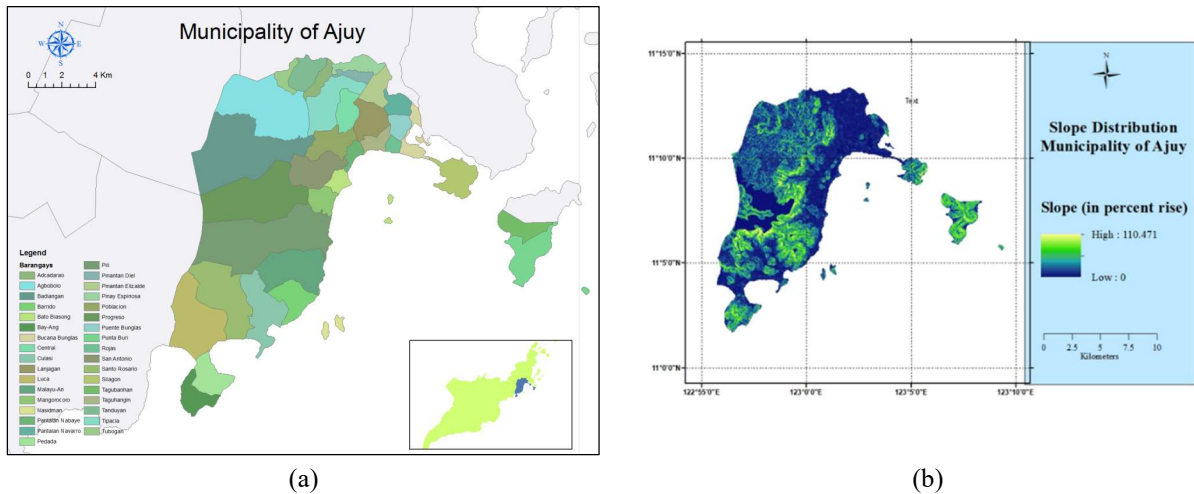 Municipality of Ajuy
N
W
E
S
0 1 2 4 Km
Legend
Barangays
Adcadarao
Agbobolo
Badiangan
Barrido
Bato Biasong
Bay-Ang
Bucana Bunglas
Central
Culasi
Lanjagan
Luca
Malayu-An
Mangorocoro
Nasidman
Pantalan Nabaye
Pantalan Navarro
Pedada
Pili
Pinantan Diel
Pinantan Elizalde
Pinay Espinosa
Poblacion
Progreso
Puente Bunglas
Punta Buri
Rojas
San Antonio
Santo Rosario
Silagon
Tagubanhan
Taguhangin
Tanduyan
Tipacla
Tubogan
(a)
11°15'0"N
11°10'0"N
11°5'0"N
11°0'0"N
122°55'0"E
123°0'0"E
123°5'0"E
123°10'0"E
Test
N
Slope Distribution
Municipality of Ajuy
Slope (in percent rise)
High : 110.471
Low : 0
0 2.5 5 10
Kilometers
(b)